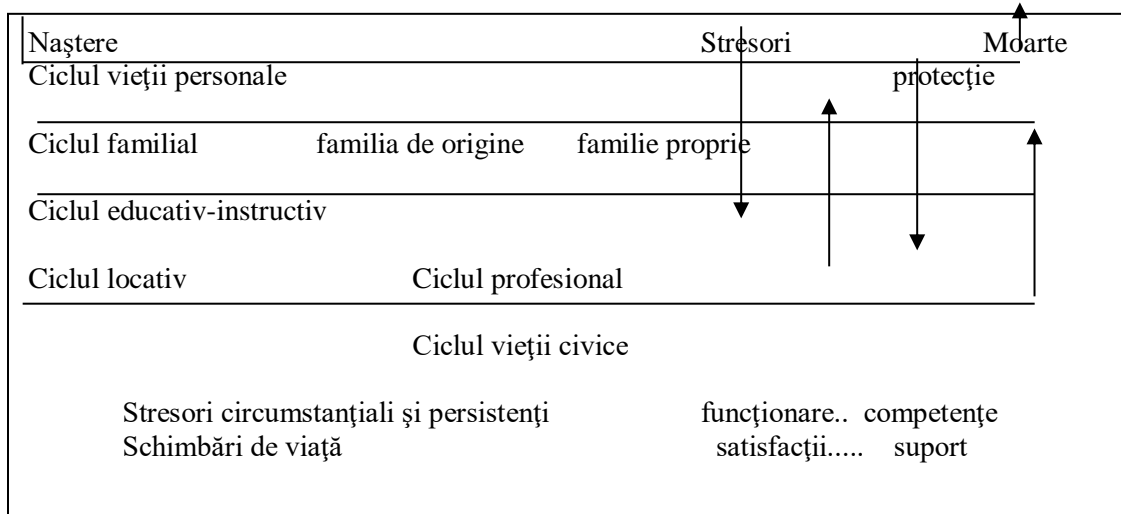 Naştere Stresori Moarte
Ciclul vieţii personale protecţie
Ciclul familial familia de origine familie proprie
Ciclul educativ-instructiv
Ciclul locativ Ciclul profesional
Ciclul vieţii civice
Stresori circumstanţiali şi persistenţi funcţionare.. competenţe
Schimbări de viaţă satisfacţii..... suport